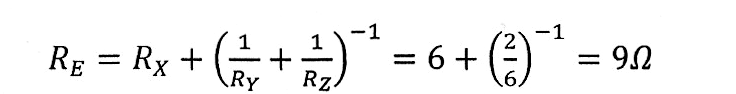 R_E = R_X + (1/R_Y + 1/R_Z)^{-1} = 6 + (2/6)^{-1} = 9Ω